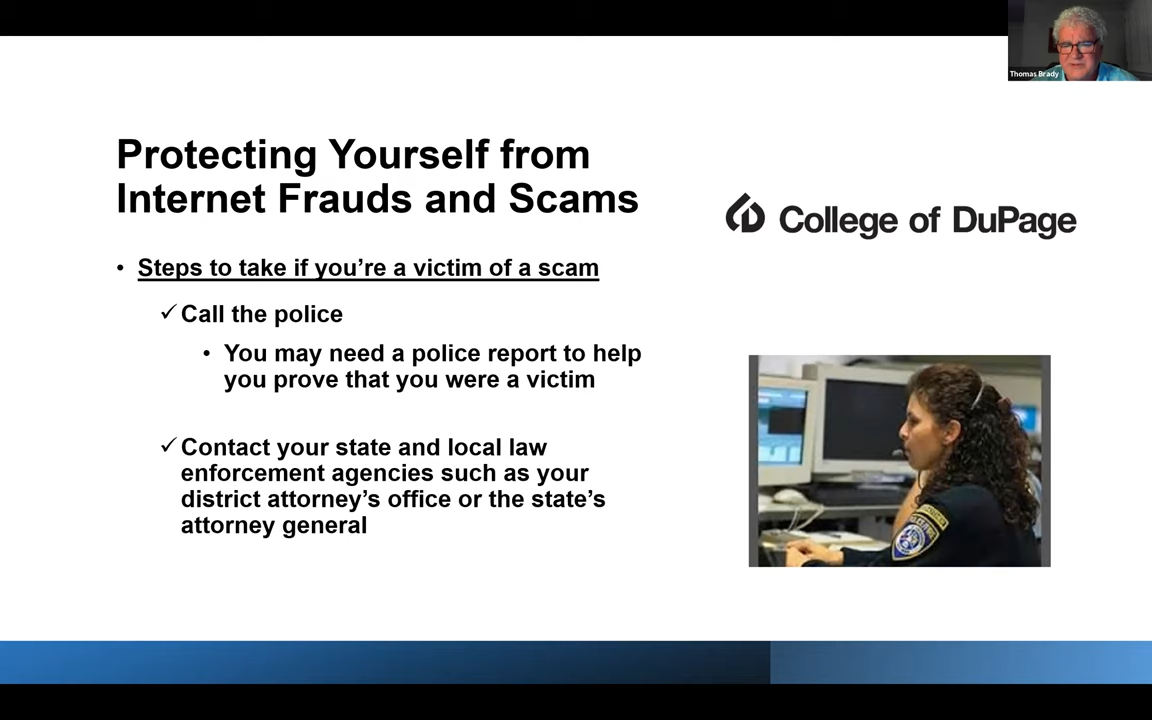 Thomas Brady
Protecting Yourself from
Internet Frauds and Scams
College of DuPage
• Steps to take if you’re a victim of a scam
✓ Call the police
• You may need a police report to help
you prove that you were a victim
✓ Contact your state and local law
enforcement agencies such as your
district attorney’s office or the state’s
attorney general